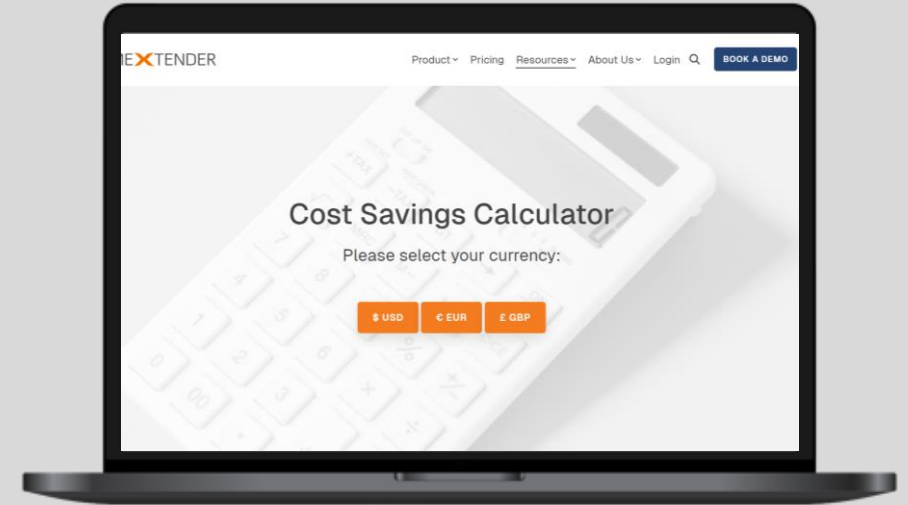 EXTENDER
Product Pricing Resources About Us Login BOOK A DEMO
Cost Savings Calculator
Please select your currency:
$ USD € EUR £ GBP